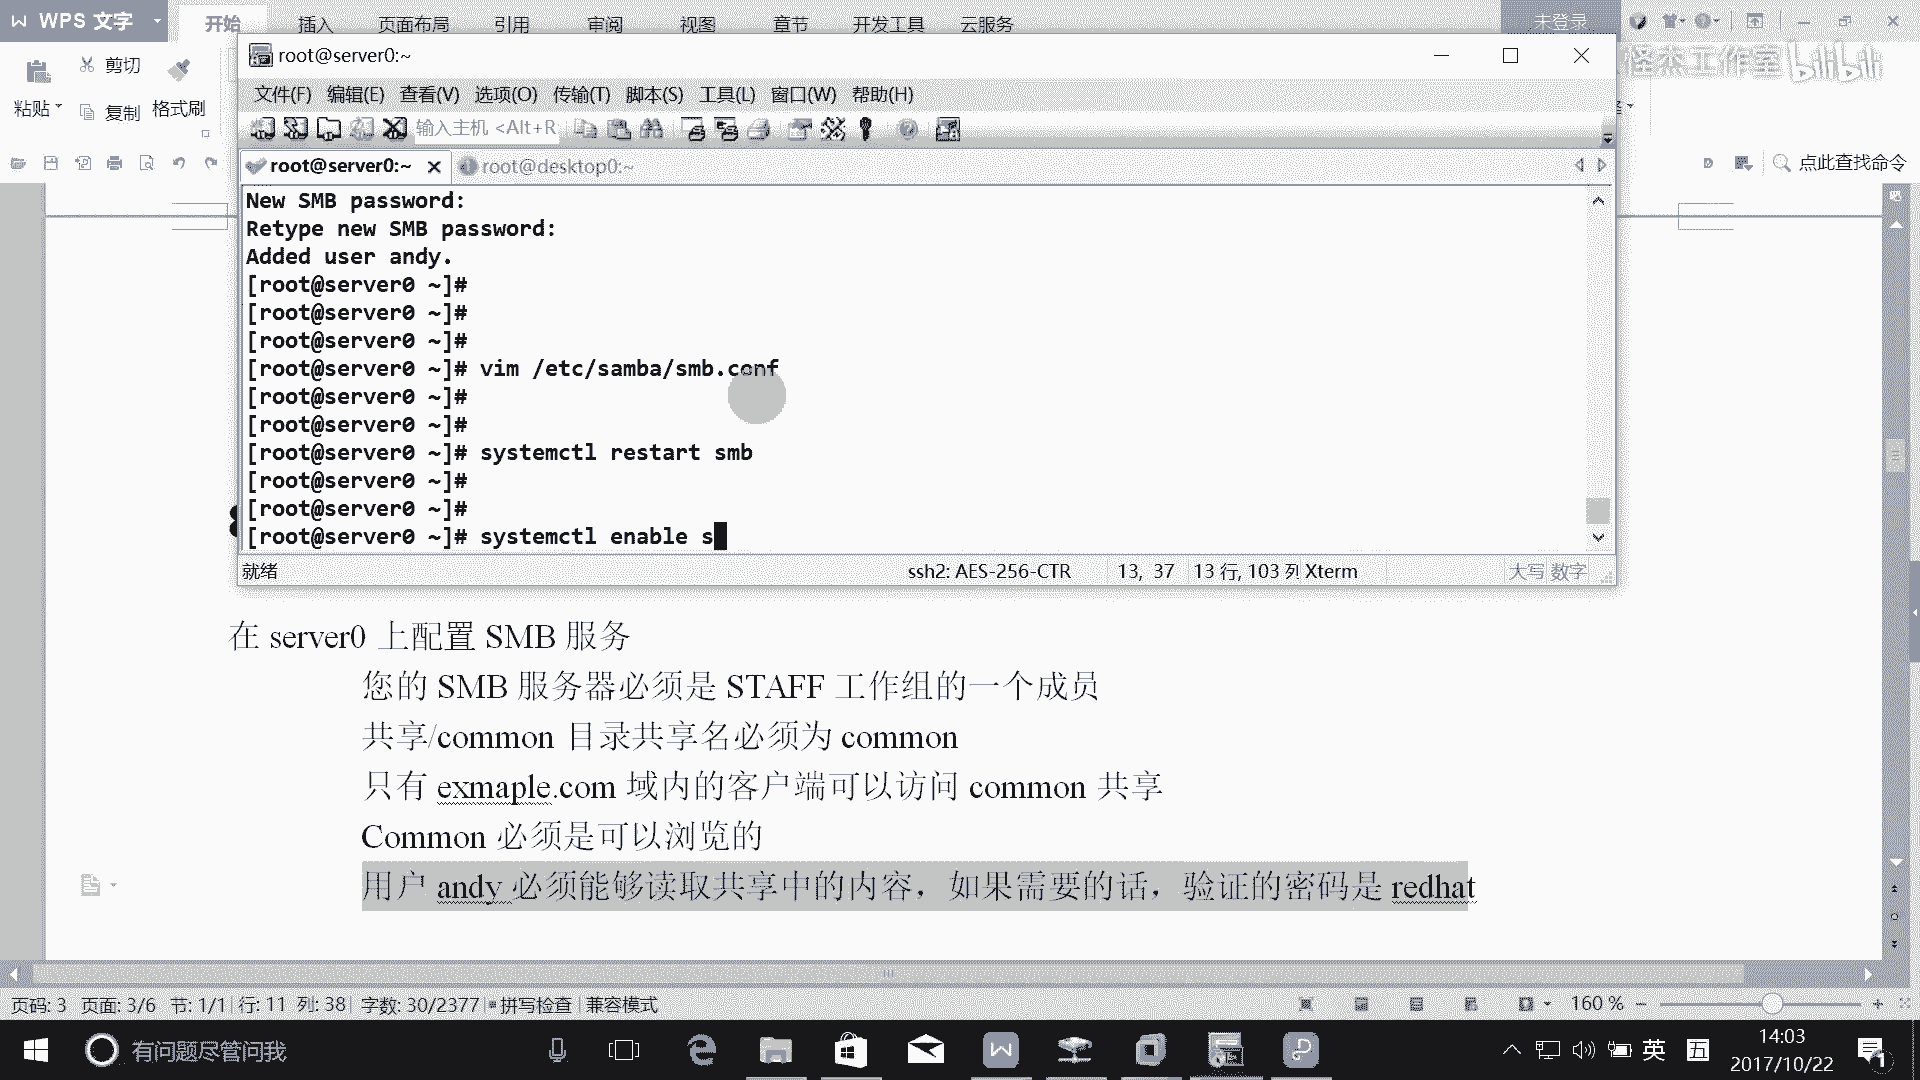 WPS 文字
开始 插入 页面布局 引用 审阅 视图 章节 开发工具 云服务
未登录
root@server0:~
剪切
粘贴
复制 格式刷
怪杰工作室 bilibili
文件(F) 编辑(E) 查看(V) 选项(O) 传输(T) 脚本(S) 工具(L) 窗口(W) 帮助(H)
输入主机 <Alt+R
root@server0:~ root@desktop0:~
点此查找命令
New SMB password:
Retype new SMB password:
Added user andy.
[root@server0 ~]#
[root@server0 ~]#
[root@server0 ~]#
[root@server0 ~]# vim /etc/samba/smb.conf
[root@server0 ~]#
[root@server0 ~]#
[root@server0 ~]# systemctl restart smb
[root@server0 ~]#
[root@server0 ~]#
[root@server0 ~]# systemctl enable s
就绪 ssh2: AES-256-CTR 13, 37 13 行, 103 列 Xterm 大写 数字
在 server0 上配置 SMB 服务
您的 SMB 服务器必须是 STAFF 工作组的一个成员
共享/common 目录共享名必须为 common
只有 exmaple.com 域内的客户端可以访问 common 共享
Common 必须是可以浏览的
用户 andy 必须能够读取共享中的内容，如果需要的话，验证的密码是 redhat
页码: 3 页面: 3/6 节: 1/1 行: 11 列: 38 字数: 30/2377 拼写检查 兼容模式 160 %
有问题尽管问我
英 五
14:03
2017/10/22
1